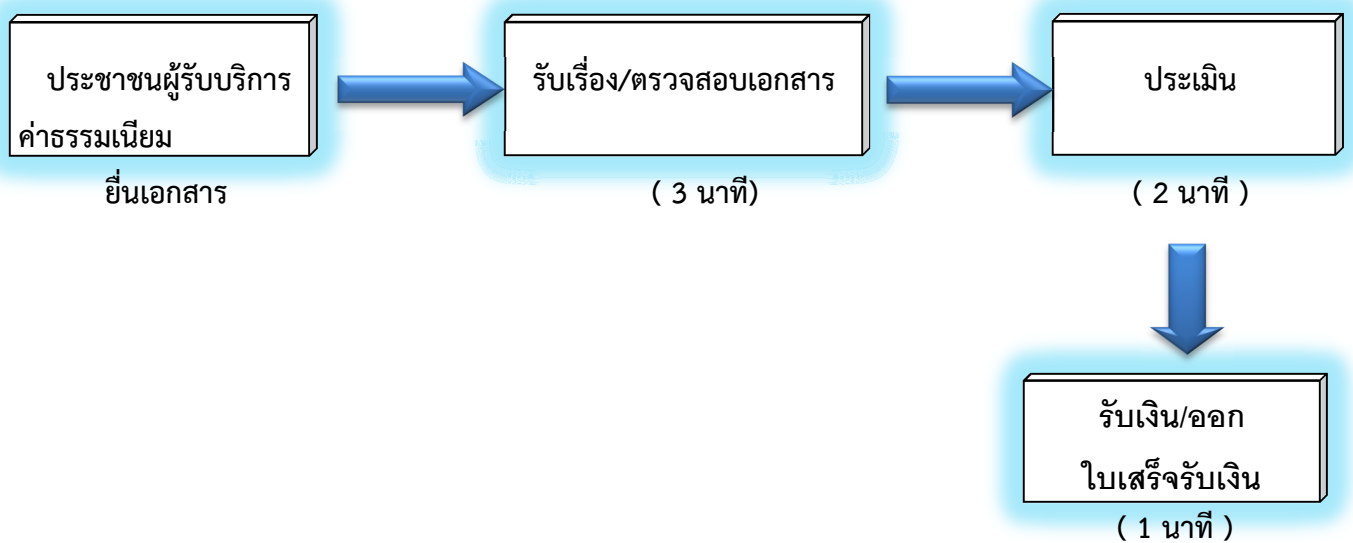 ประชาชนผู้รับบริการ
ค่าธรรมเนียม
ยื่นเอกสาร
รับเรื่อง/ตรวจสอบเอกสาร
( 3 นาที)
ประเมิน
( 2 นาที )
รับเงิน/ออก
ใบเสร็จรับเงิน
( 1 นาที )